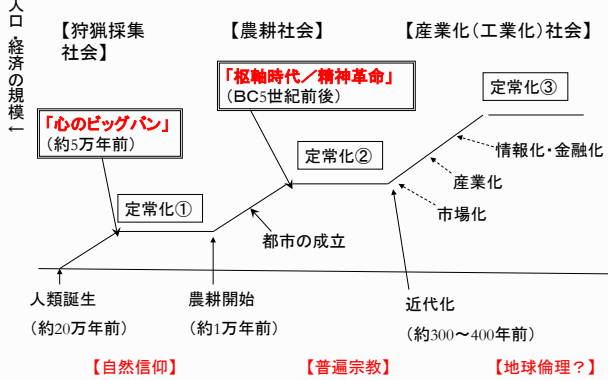 人口・経済の規模←
【狩猟採集
社会】
【農耕社会】
【産業化（工業化）社会】
「心のビッグバン」
（約5万年前）
「枢軸時代／精神革命」
（BC5世紀前後）
定常化③
定常化②
定常化①
情報化・金融化
産業化
市場化
都市の成立
人類誕生
（約20万年前）
農耕開始
（約1万年前）
近代化
（約300～400年前）
【自然信仰】
【普遍宗教】
【地球倫理？】